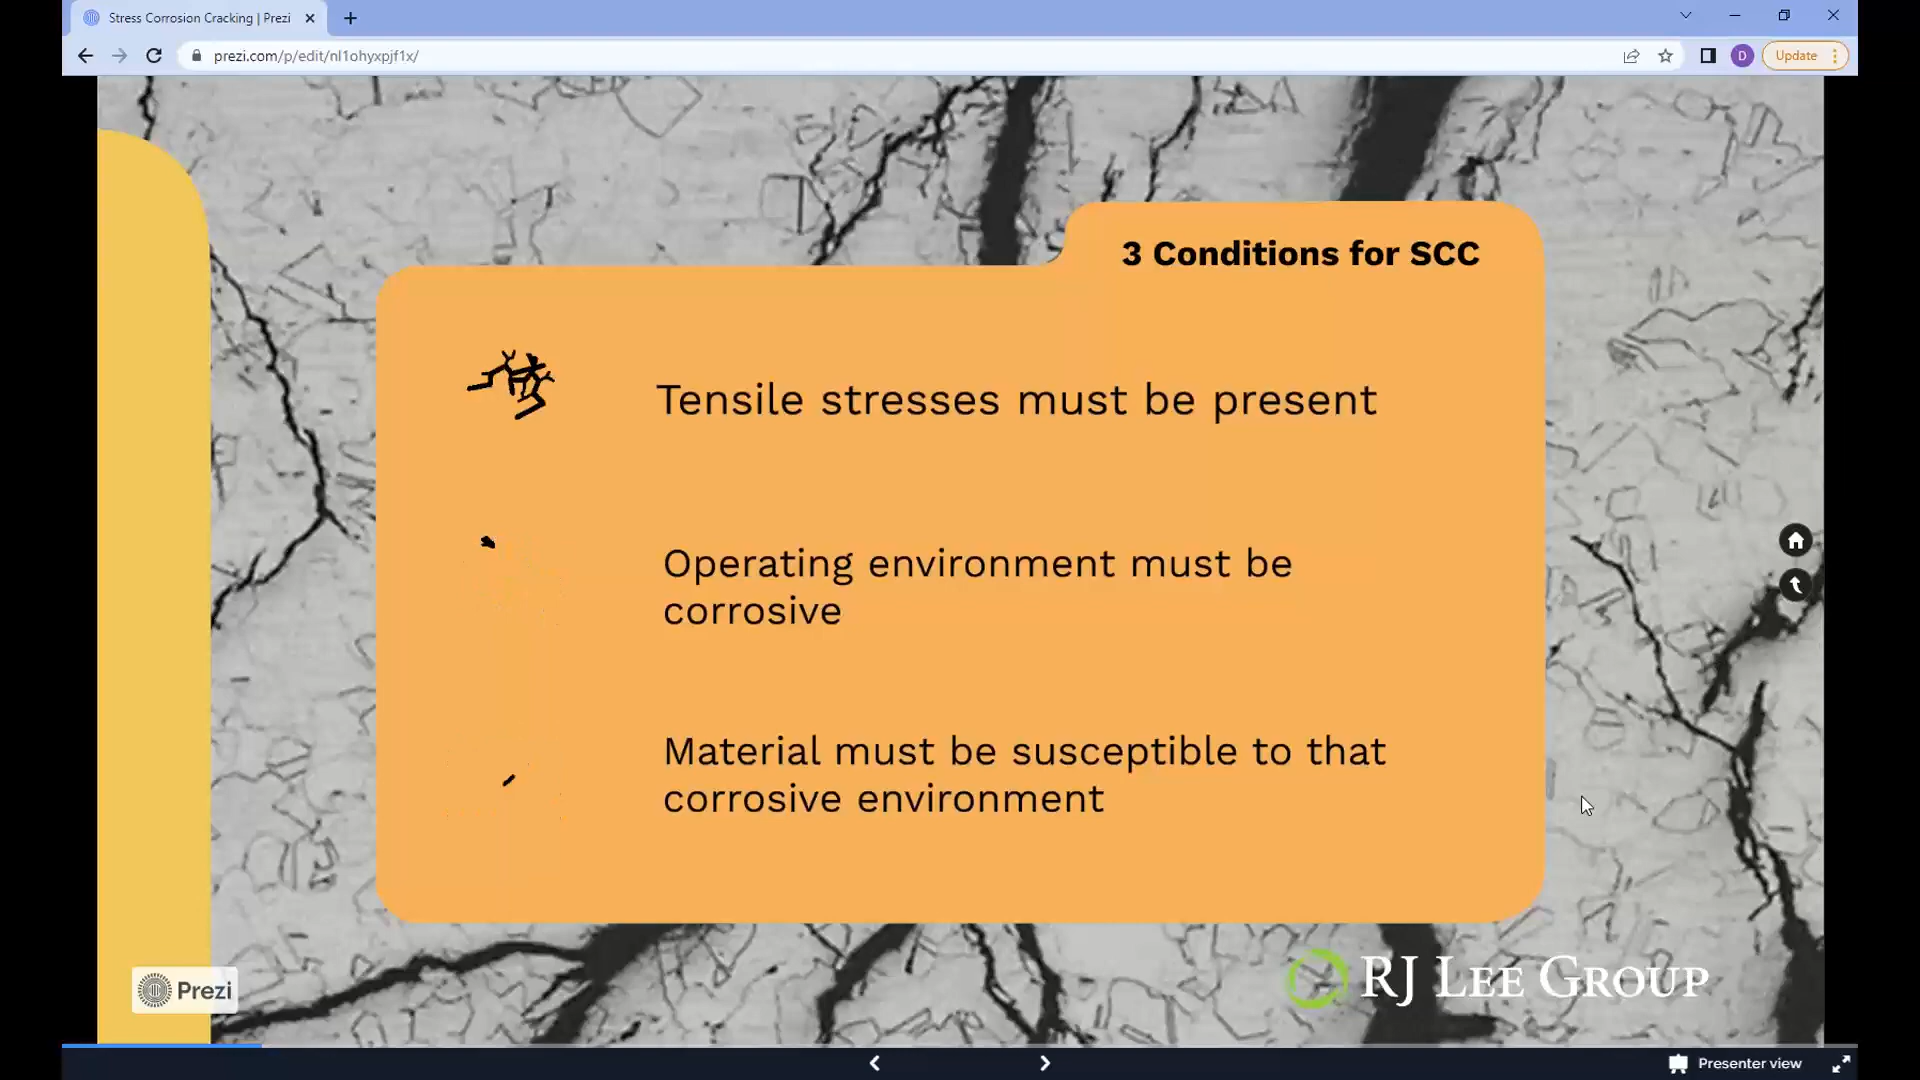 Stress Corrosion Cracking | Prezi
prezi.com/p/edit/nl1ohyxpjf1x/
D
Update
3 Conditions for SCC
Tensile stresses must be present
Operating environment must be
corrosive
Material must be susceptible to that
corrosive environment
Prezi
RJ LEE GROUP
Presenter view